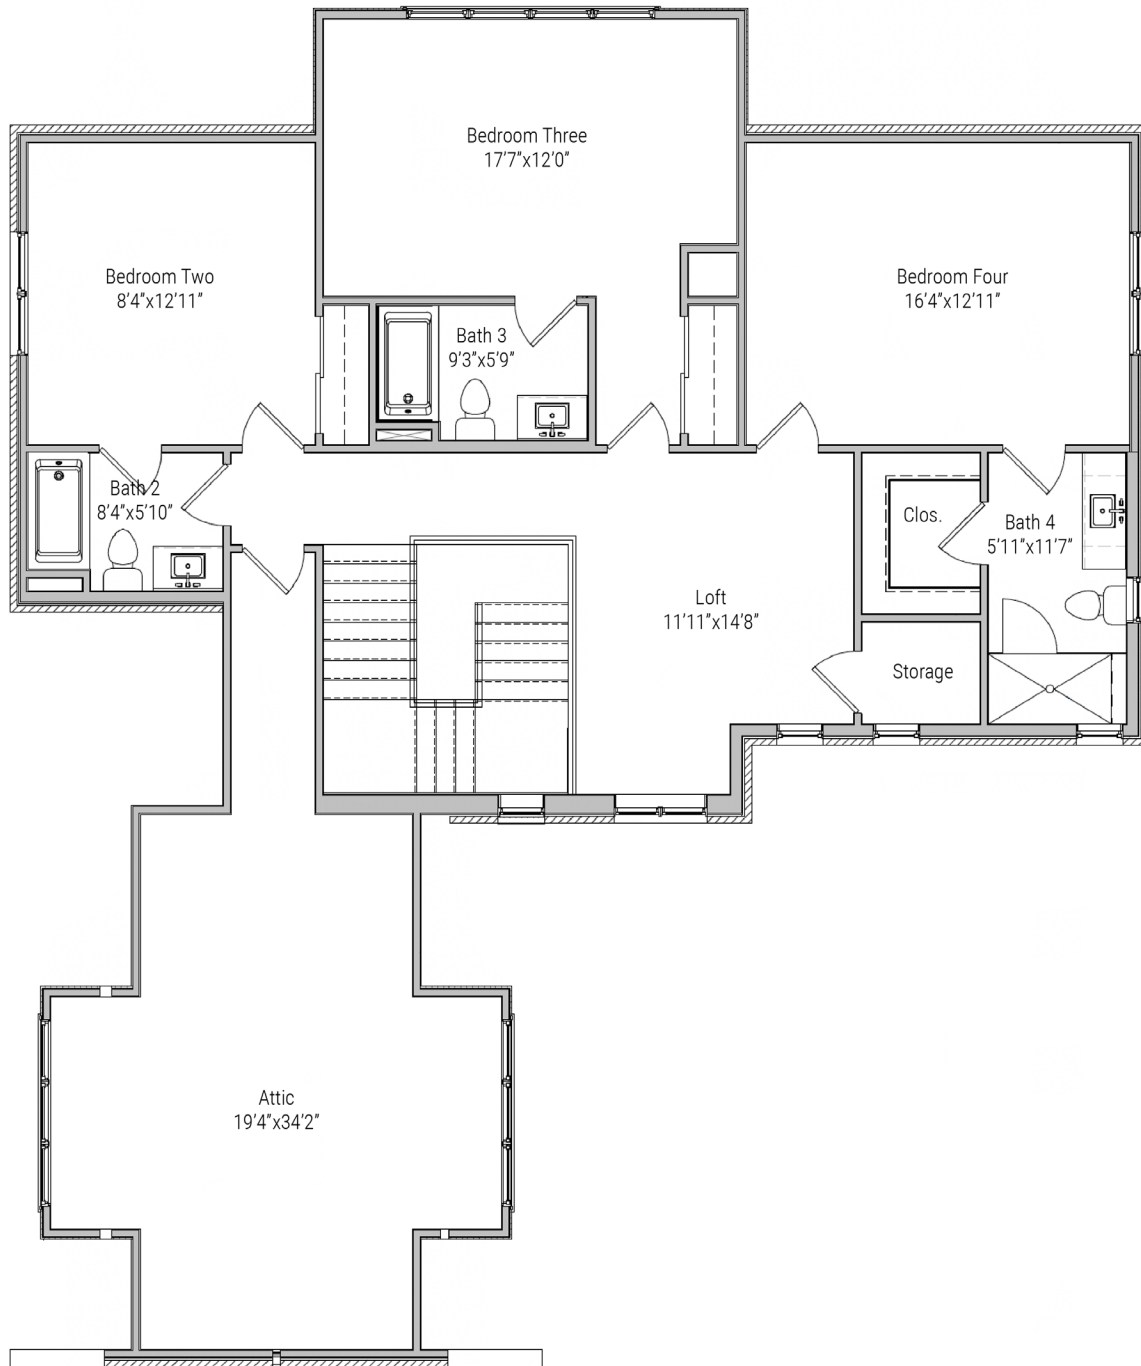 Bedroom Three
17'7"x12'0"
Bedroom Two
8'4"x12'11"
Bedroom Four
16'4"x12'11"
Bath 3
9'3"x5'9"
Bath 2
8'4"x5'10"
Clos.
Bath 4
5'11"x11'7"
Loft
11'11"x14'8"
Storage
Attic
19'4"x34'2"